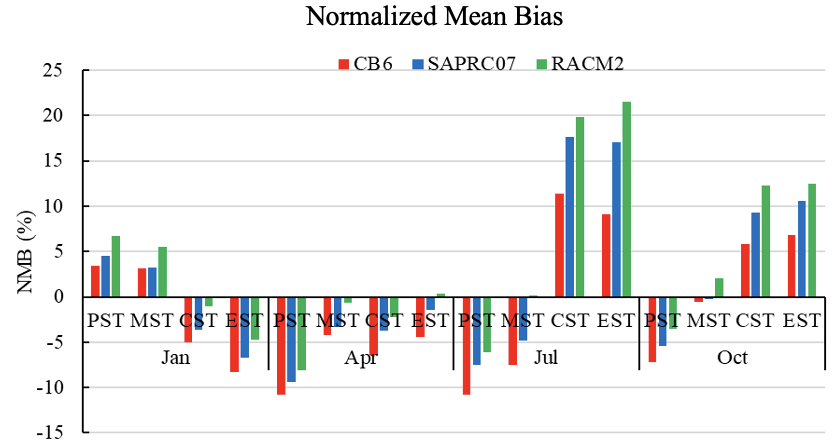 Normalized Mean Bias
CB6 SAPRC07 RACM2
25
20
15
10
5
0
-5
-10
-15
NMB (%)
PST MST CST EST PST MST CST EST PST MST CST EST PST MST CST EST
Jan Apr Jul Oct